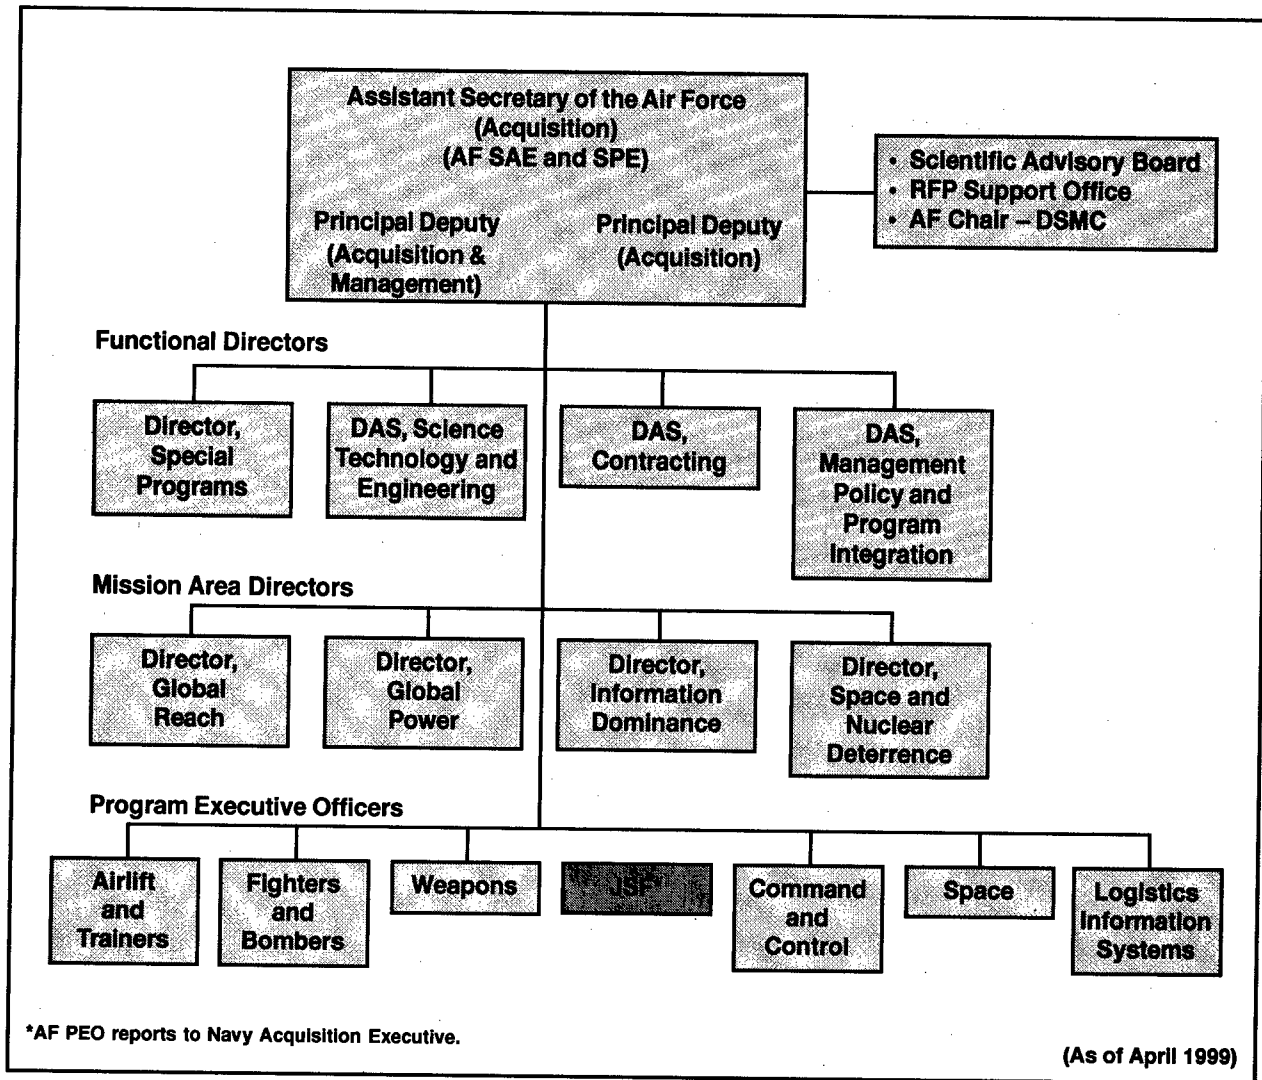 Assistant Secretary of the Air Force
(Acquisition)
(AF SAE and SPE)
Principal Deputy
(Acquisition &
Management)
Principal Deputy
(Acquisition)
• Scientific Advisory Board
• RFP Support Office
• AF Chair – DSMC
Functional Directors
Director,
Special
Programs
DAS, Science
Technology and
Engineering
DAS,
Contracting
DAS,
Management
Policy and
Program
Integration
Mission Area Directors
Director,
Global
Reach
Director,
Global
Power
Director,
Information
Dominance
Director,
Space and
Nuclear
Deterrence
Program Executive Officers
Airlift
and
Trainers
Fighters
and
Bombers
Weapons
JSF*
Command
and
Control
Space
Logistics
Information
Systems
*AF PEO reports to Navy Acquisition Executive.
(As of April 1999)